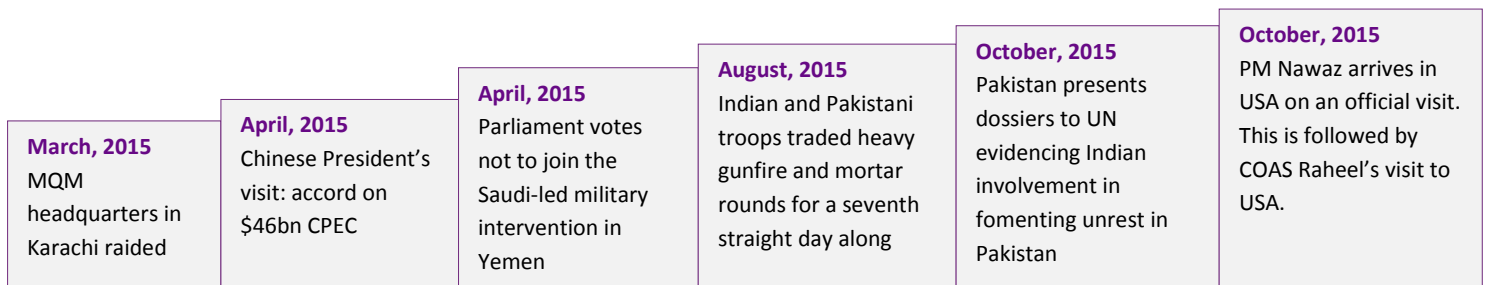 March, 2015
MQM
headquarters in
Karachi raided
April, 2015
Chinese President’s
visit: accord on
$46bn CPEC
April, 2015
Parliament votes
not to join the
Saudi-led military
intervention in
Yemen
August, 2015
Indian and Pakistani
troops traded heavy
gunfire and mortar
rounds for a seventh
straight day along
October, 2015
Pakistan presents
dossiers to UN
evidencing Indian
involvement in
fomenting unrest in
Pakistan
October, 2015
PM Nawaz arrives in
USA on an official visit.
This is followed by
COAS Raheel’s visit to
USA.